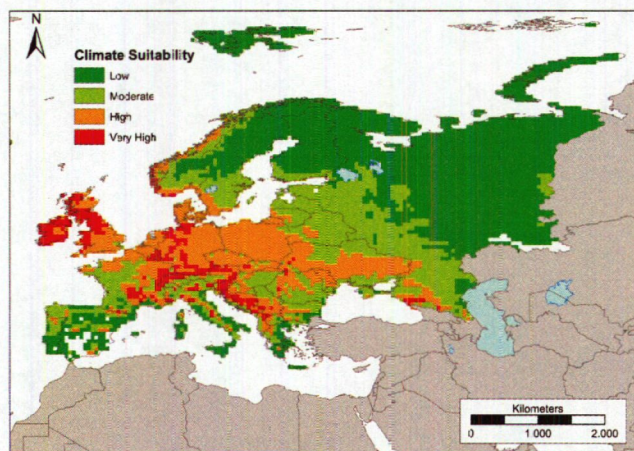 N
Climate Suitability
Low
Moderate
High
Very High
Kilometers
0 1 000 2.000